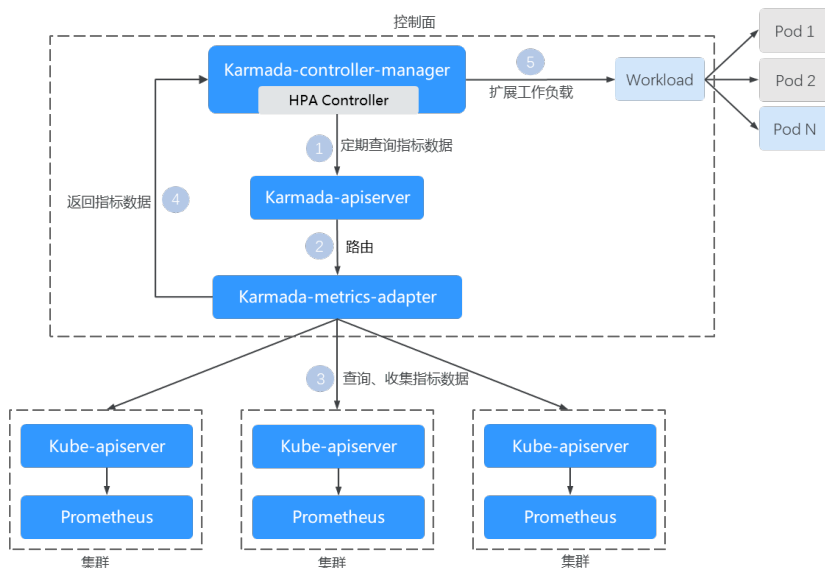 控制面
Karmada-controller-manager
HPA Controller
5
扩展工作负载
Workload
Pod 1
Pod 2
Pod N
1
定期查询指标数据
Karmada-apiserver
4
返回指标数据
2
路由
Karmada-metrics-adapter
3
查询、收集指标数据
Kube-apiserver
Prometheus
集群
Kube-apiserver
Prometheus
集群
Kube-apiserver
Prometheus
集群